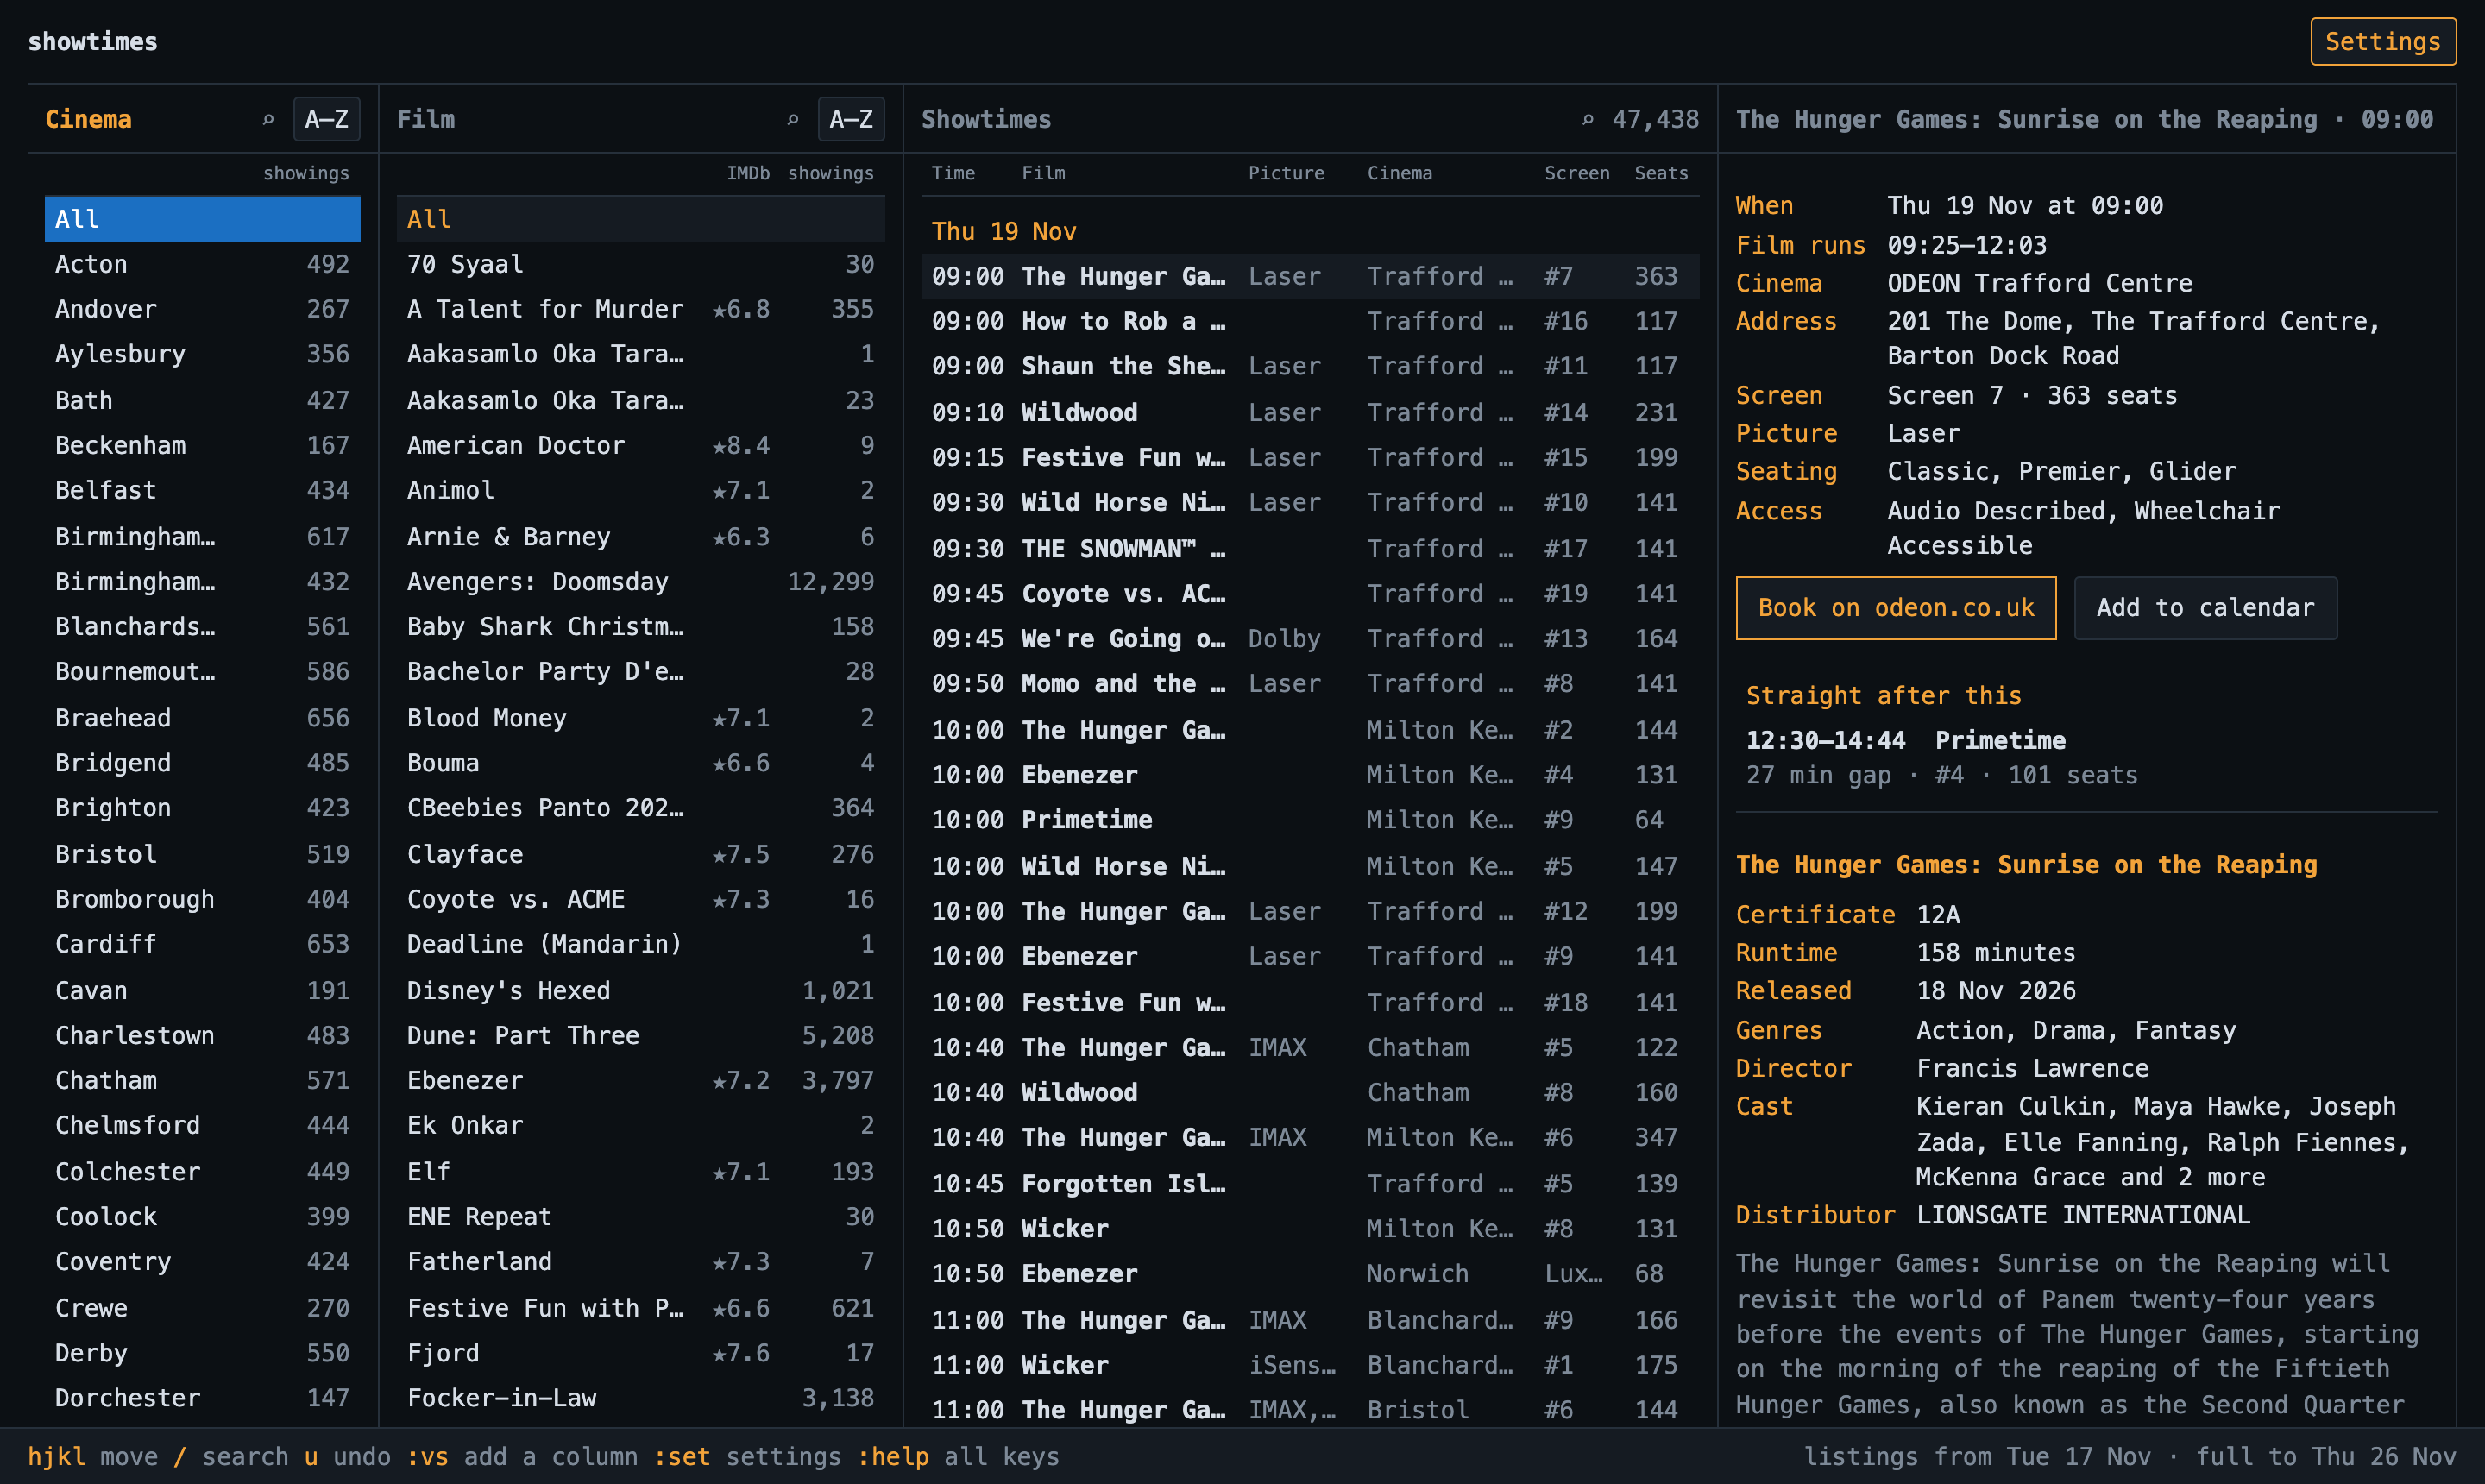 showtimes
Settings
Cinema ⌕ A–Z
showings
All
Acton 492
Andover 267
Aylesbury 356
Bath 427
Beckenham 167
Belfast 434
Birmingham… 617
Birmingham… 432
Blanchards… 561
Bournemout… 586
Braehead 656
Bridgend 485
Brighton 423
Bristol 519
Bromborough 404
Cardiff 653
Cavan 191
Charlestown 483
Chatham 571
Chelmsford 444
Colchester 449
Coolock 399
Coventry 424
Crewe 270
Derby 550
Dorchester 147
Film ⌕ A–Z
IMDb showings
All
70 Syaal 30
A Talent for Murder ★6.8 355
Aakasamlo Oka Tara… 1
Aakasamlo Oka Tara… 23
American Doctor ★8.4 9
Animol ★7.1 2
Arnie & Barney ★6.3 6
Avengers: Doomsday 12,299
Baby Shark Christm… 158
Bachelor Party D'e… 28
Blood Money ★7.1 2
Bouma ★6.6 4
CBeebies Panto 202… 364
Clayface ★7.5 276
Coyote vs. ACME ★7.3 16
Deadline (Mandarin) 1
Disney's Hexed 1,021
Dune: Part Three 5,208
Ebenezer ★7.2 3,797
Ek Onkar 2
Elf ★7.1 193
ENE Repeat 30
Fatherland ★7.3 7
Festive Fun with P… ★6.6 621
Fjord ★7.6 17
Focker-in-Law 3,138
Showtimes ⌕ 47,438
Time Film Picture Cinema Screen Seats
Thu 19 Nov
09:00 The Hunger Ga… Laser Trafford … #7 363
09:00 How to Rob a … Trafford … #16 117
09:00 Shaun the She… Laser Trafford … #11 117
09:10 Wildwood Laser Trafford … #14 231
09:15 Festive Fun w… Laser Trafford … #15 199
09:30 Wild Horse Ni… Laser Trafford … #10 141
09:30 THE SNOWMAN™ … Trafford … #17 141
09:45 Coyote vs. AC… Trafford … #19 141
09:45 We're Going o… Dolby Trafford … #13 164
09:50 Momo and the … Laser Trafford … #8 141
10:00 The Hunger Ga… Milton Ke… #2 144
10:00 Ebenezer Milton Ke… #4 131
10:00 Primetime Milton Ke… #9 64
10:00 Wild Horse Ni… Milton Ke… #5 147
10:00 The Hunger Ga… Laser Trafford … #12 199
10:00 Ebenezer Laser Trafford … #9 141
10:00 Festive Fun w… Trafford … #18 141
10:40 The Hunger Ga… IMAX Chatham #5 122
10:40 Wildwood Chatham #8 160
10:40 The Hunger Ga… IMAX Milton Ke… #6 347
10:45 Forgotten Isl… Trafford … #5 139
10:50 Wicker Milton Ke… #8 131
10:50 Ebenezer Norwich Lux… 68
11:00 The Hunger Ga… IMAX Blanchard… #9 166
11:00 Wicker iSens… Blanchard… #1 175
11:00 The Hunger Ga… IMAX,… Bristol #6 144
The Hunger Games: Sunrise on the Reaping · 09:00
When Thu 19 Nov at 09:00
Film runs 09:25–12:03
Cinema ODEON Trafford Centre
Address 201 The Dome, The Trafford Centre,
Barton Dock Road
Screen Screen 7 · 363 seats
Picture Laser
Seating Classic, Premier, Glider
Access Audio Described, Wheelchair
Accessible
Book on odeon.co.uk Add to calendar
Straight after this
12:30–14:44 Primetime
27 min gap · #4 · 101 seats
The Hunger Games: Sunrise on the Reaping
Certificate 12A
Runtime 158 minutes
Released 18 Nov 2026
Genres Action, Drama, Fantasy
Director Francis Lawrence
Cast Kieran Culkin, Maya Hawke, Joseph
Zada, Elle Fanning, Ralph Fiennes,
McKenna Grace and 2 more
Distributor LIONSGATE INTERNATIONAL
The Hunger Games: Sunrise on the Reaping will
revisit the world of Panem twenty-four years
before the events of The Hunger Games, starting
on the morning of the reaping of the Fiftieth
Hunger Games, also known as the Second Quarter
hjkl move / search u undo :vs add a column :set settings :help all keys
listings from Tue 17 Nov · full to Thu 26 Nov